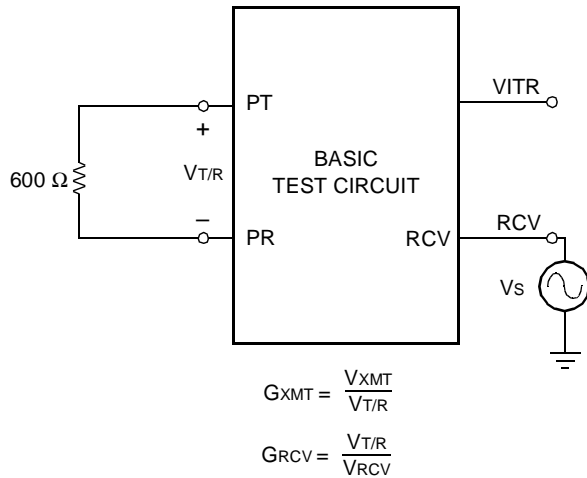 PT
VITR
+
600 Ω
VT/R
BASIC
TEST CIRCUIT
–
PR
RCV
RCV
VS
GXMT = VXMT / VT/R
GRCV = VT/R / VRCV